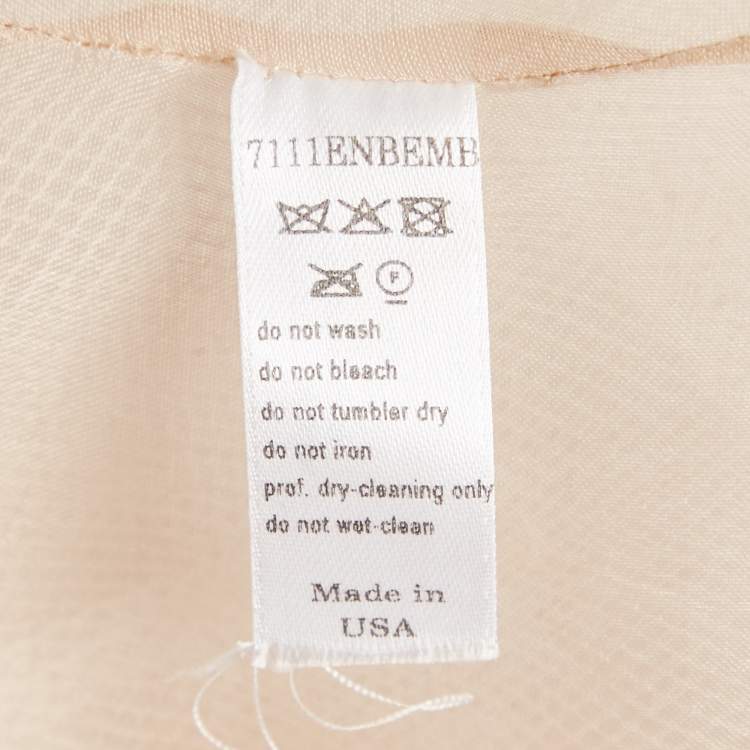 7111ENBEMB
F
do not wash
do not bleach
do not tumbler dry
do not iron
prof. dry-cleaning only
do not wet-clean
Made in
USA